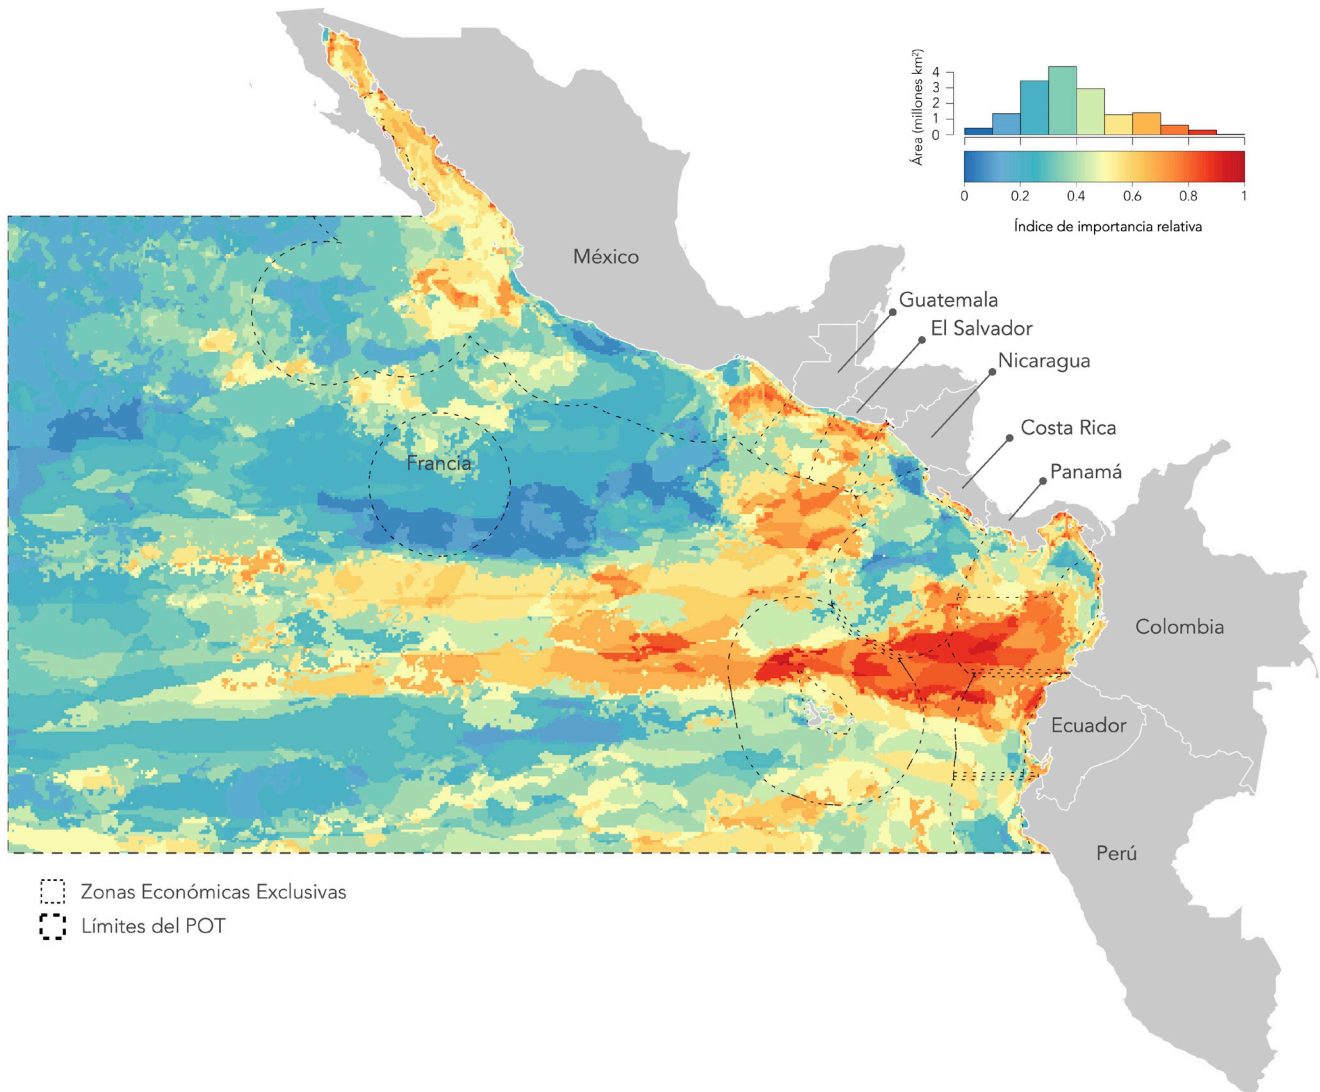 Área (millones km²)
4
3
2
1
0
0
0.2
0.4
0.6
0.8
1
Índice de importancia relativa
México
Guatemala
El Salvador
Nicaragua
Costa Rica
Panamá
Francia
Colombia
Ecuador
Perú
Zonas Económicas Exclusivas
Límites del POT